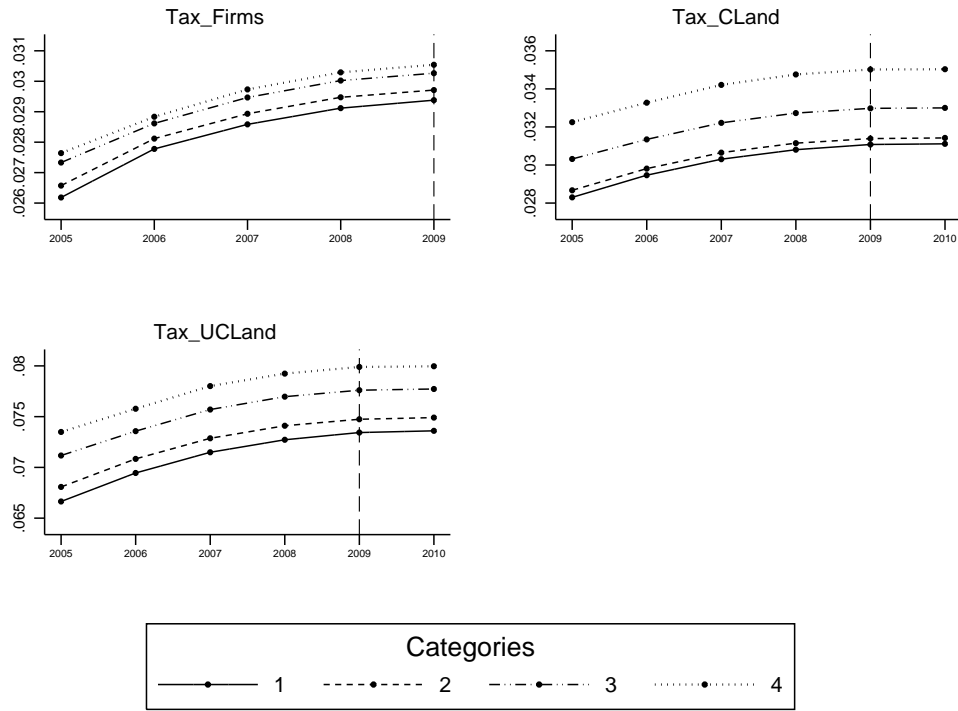 Tax_Firms
.026 .027 .028 .029 .03 .031
2005 2006 2007 2008 2009
Tax_CLand
.028 .03 .032 .034 .036
2005 2006 2007 2008 2009 2010
Tax_UCLand
.065 .07 .075 .08
2005 2006 2007 2008 2009 2010
Categories
1 2 3 4